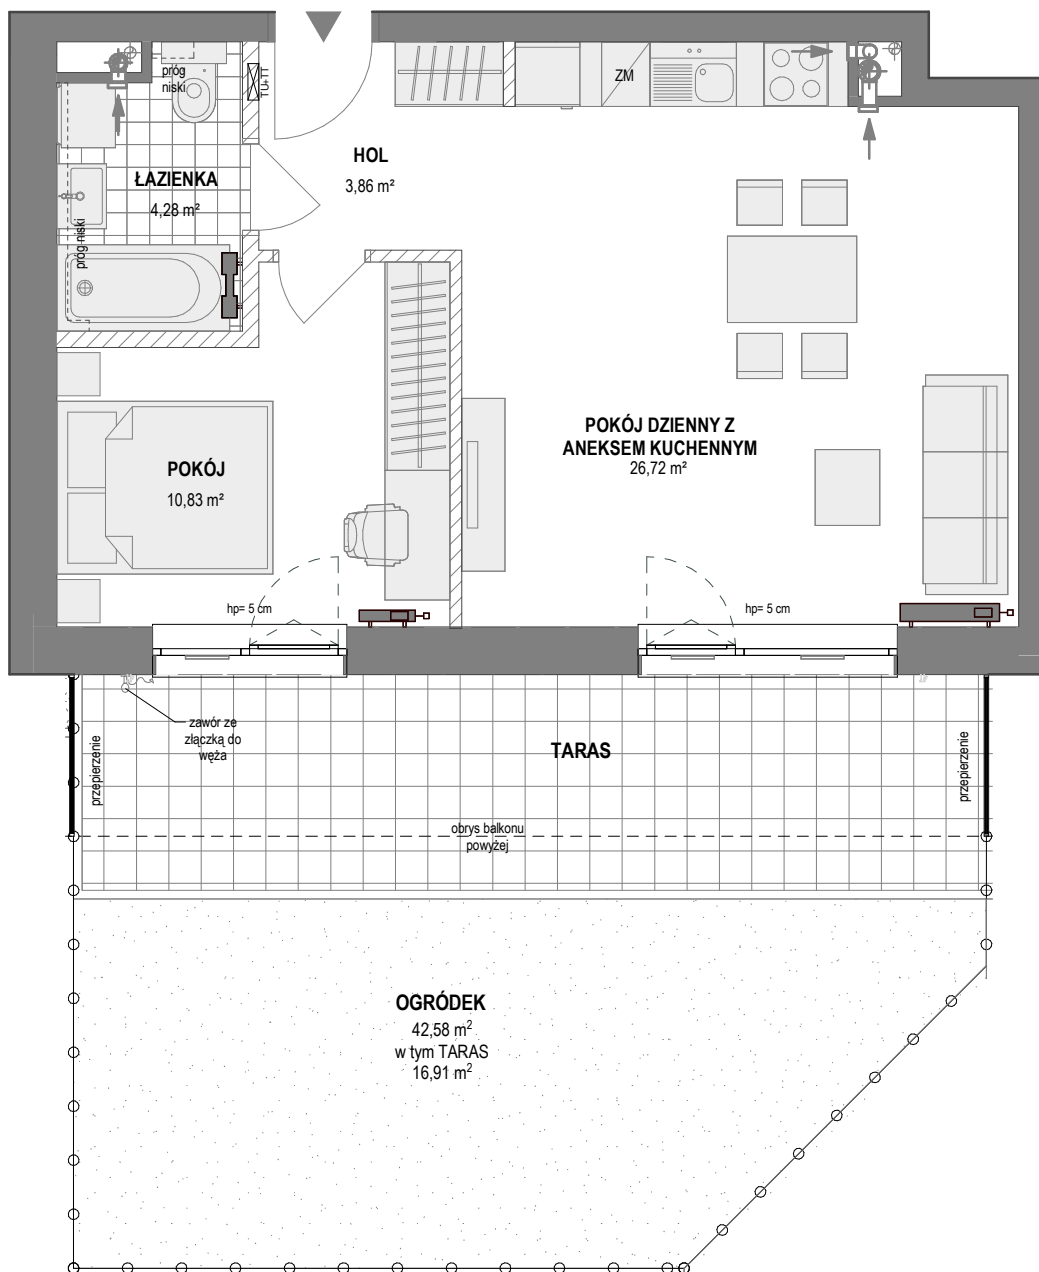 próg
niski
TU+TT
ZM
HOL
3,86 m²
ŁAZIENKA
4,28 m²
próg niski
POKÓJ DZIENNY Z
ANEKSEM KUCHENNYM
26,72 m²
POKÓJ
10,83 m²
hp= 5 cm
hp= 5 cm
zawór ze
złączką do
węża
przepierzenie
TARAS
przepierzenie
obrys balkonu
powyżej
OGRÓDEK
42,58 m²
w tym TARAS
16,91 m²